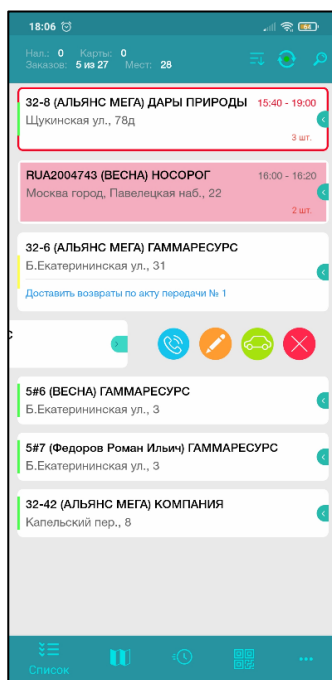 18:06
Нал.: 0 Карты: 0
Заказов: 5 из 27 Мест: 28
32-8 (АЛЬЯНС МЕГА) ДАРЫ ПРИРОДЫ 15:40 - 19:00
Щукинская ул., 78д
3 шт.
RUA2004743 (ВЕСНА) НОСОРОГ 16:00 - 16:20
Москва город, Павелецкая наб., 22
2 шт.
32-6 (АЛЬЯНС МЕГА) ГАММАРЕСУРС
Б.Екатерининская ул., 31
Доставить возвраты по акту передачи № 1
5#6 (ВЕСНА) ГАММАРЕСУРС
Б.Екатерининская ул., 3
5#7 (Федоров Роман Ильич) ГАММАРЕСУРС
Б.Екатерининская ул., 3
32-42 (АЛЬЯНС МЕГА) КОМПАНИЯ
Капельский пер., 8
Список